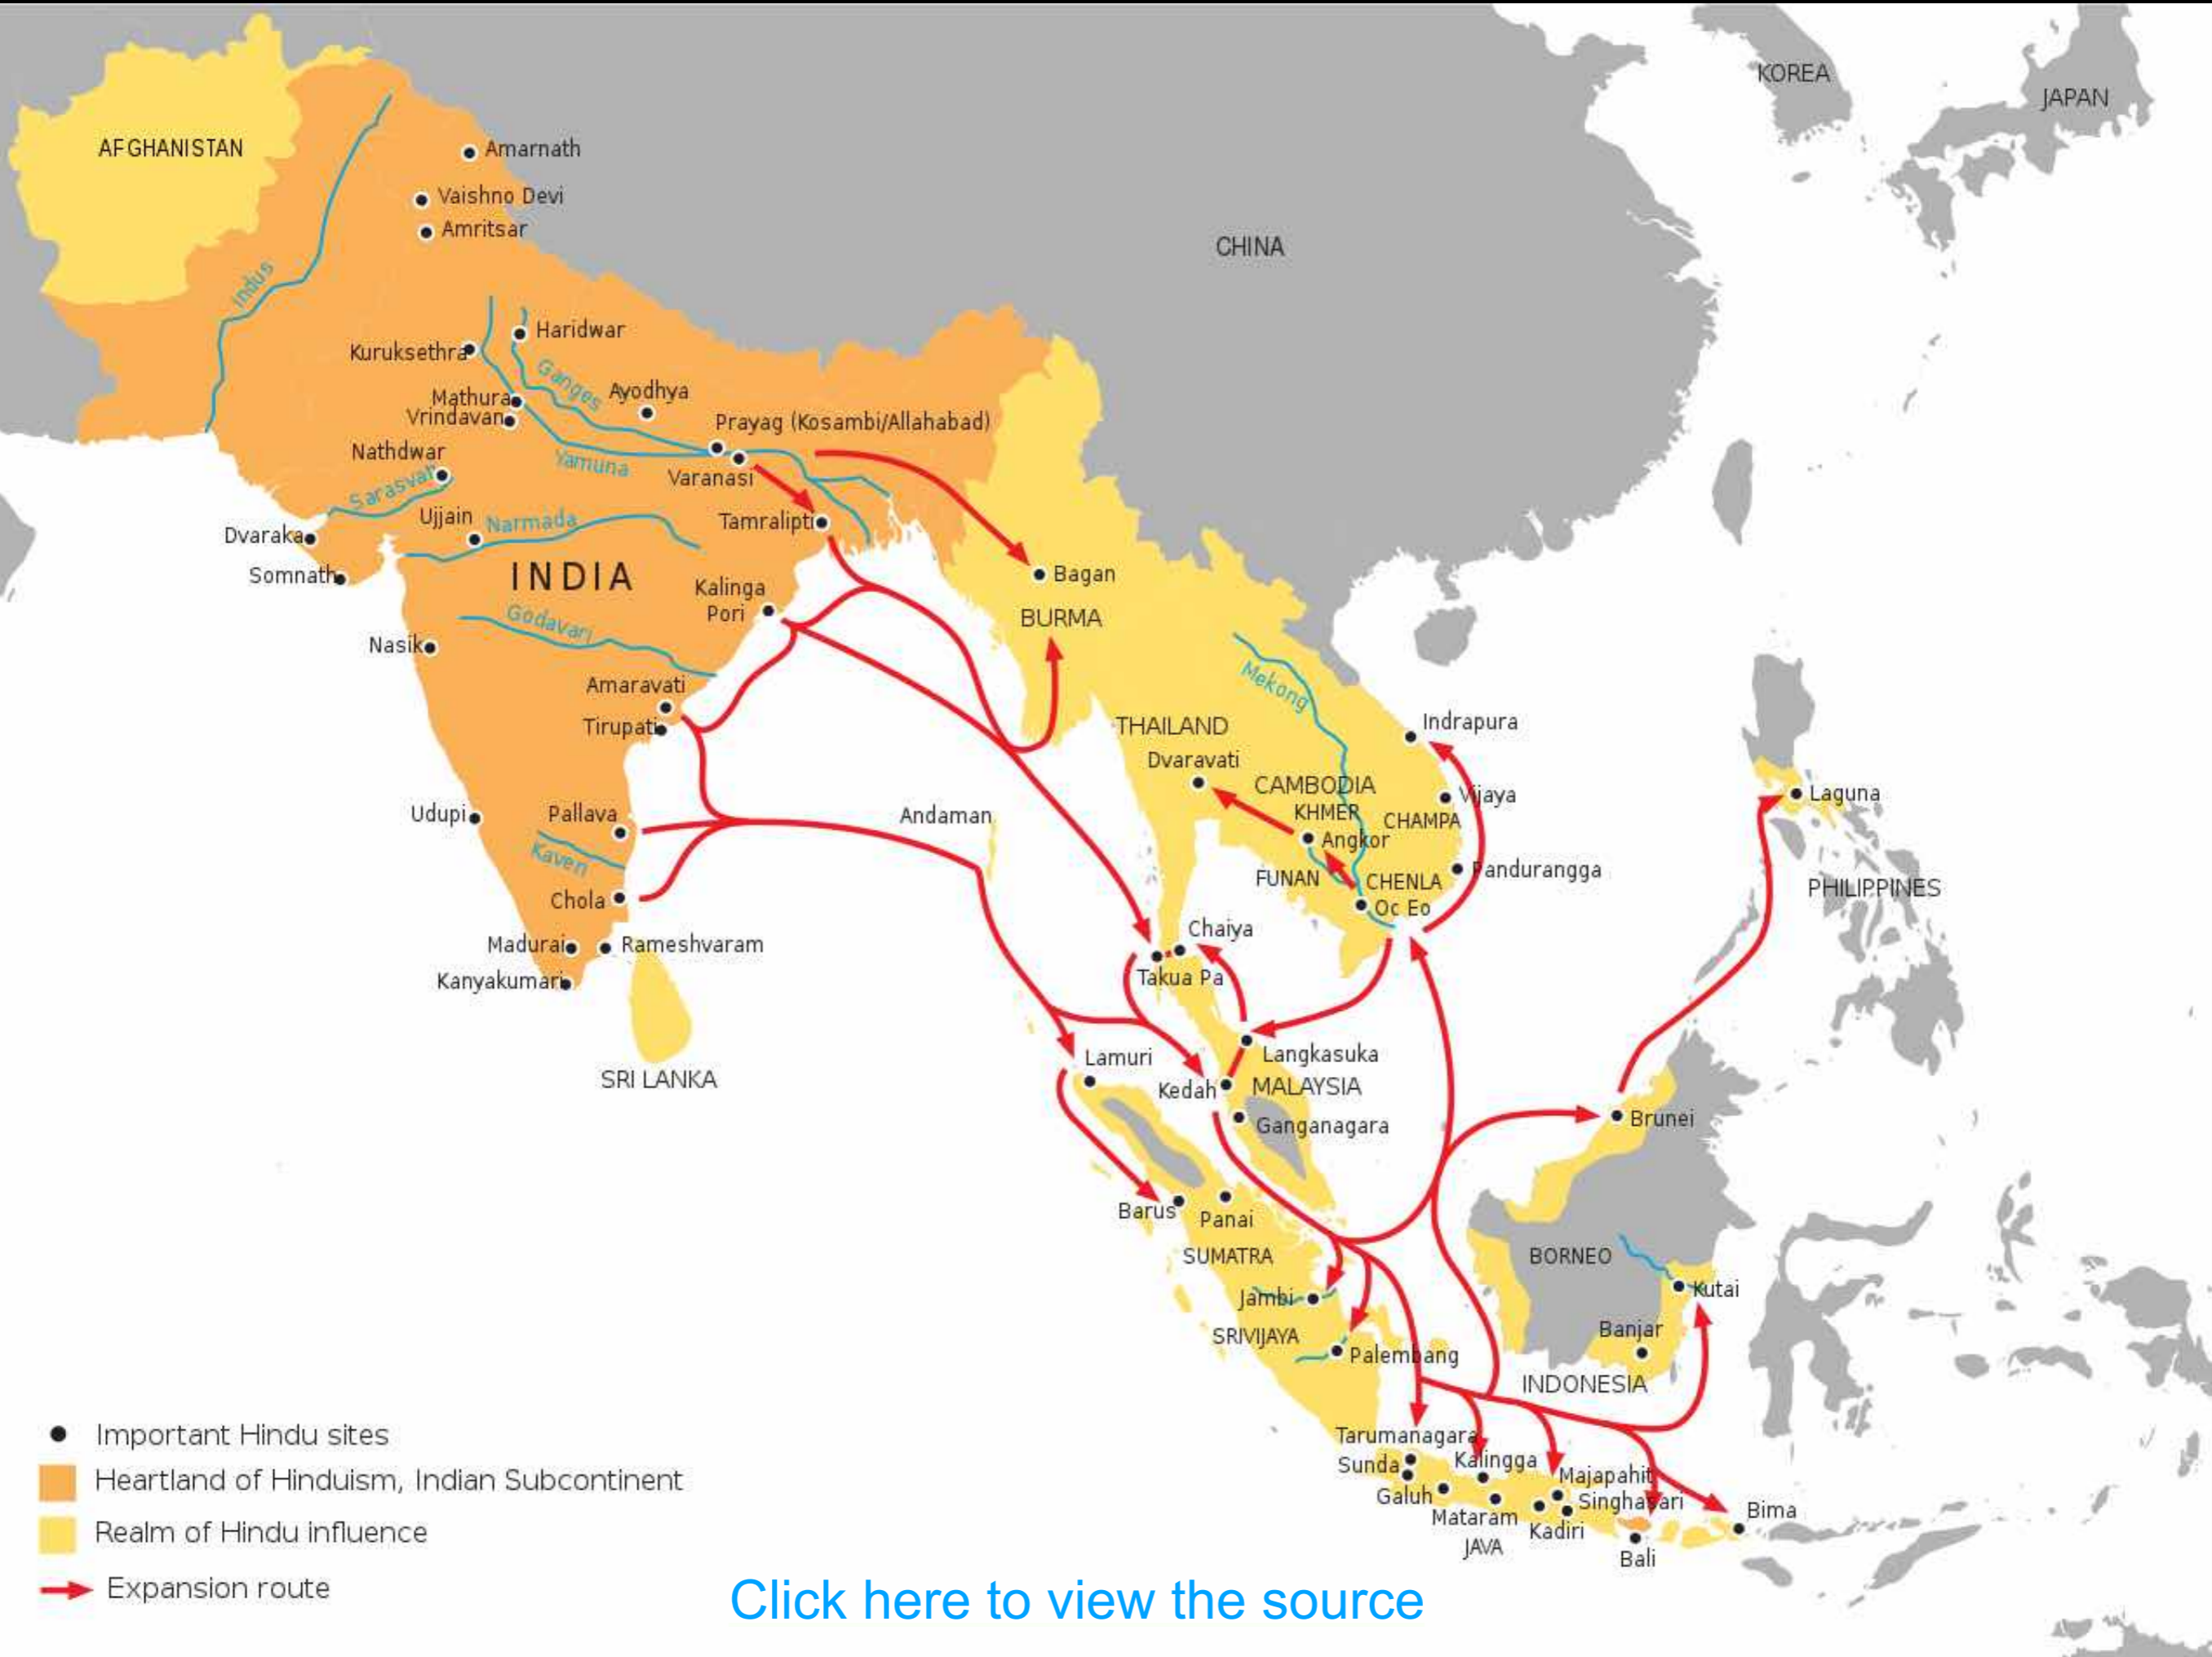 KOREA
JAPAN
AFGHANISTAN
Amarnath
Vaishno Devi
Amritsar
CHINA
Indus
Haridwar
Kuruksethra
Ganges
Ayodhya
Mathura
Vrindavan
Prayag (Kosambi/Allahabad)
Nathdwar
Yamuna
Varanasi
Sarasvati
Ujjain
Narmada
Tamralipti
Dvaraka
Somnath
INDIA
Bagan
Kalinga
Pori
BURMA
Godavari
Nasik
Mekong
Amaravati
Tirupati
THAILAND
Indrapura
Dvaravati
CAMBODIA
KHMER
Vijaya
Laguna
Udupi
Pallava
Andaman
CHAMPA
Angkor
Kaveri
FUNAN
CHENLA
Pandurangga
PHILIPPINES
Chola
Oc Eo
Chaiya
Madurai
Rameshvaram
Takua Pa
Kanyakumari
SRI LANKA
Lamuri
Langkasuka
Kedah
MALAYSIA
Ganganagara
Brunei
Barus
Panai
SUMATRA
BORNEO
Jambi
Kutai
SRIVIJAYA
Banjar
Palembang
INDONESIA
Tarumanagara
Sunda
Kalingga
Majapahit
Galuh
Singhasari
Mataram
Kadiri
Bima
JAVA
Bali
Important Hindu sites
Heartland of Hinduism, Indian Subcontinent
Realm of Hindu influence
Expansion route
Click here to view the source